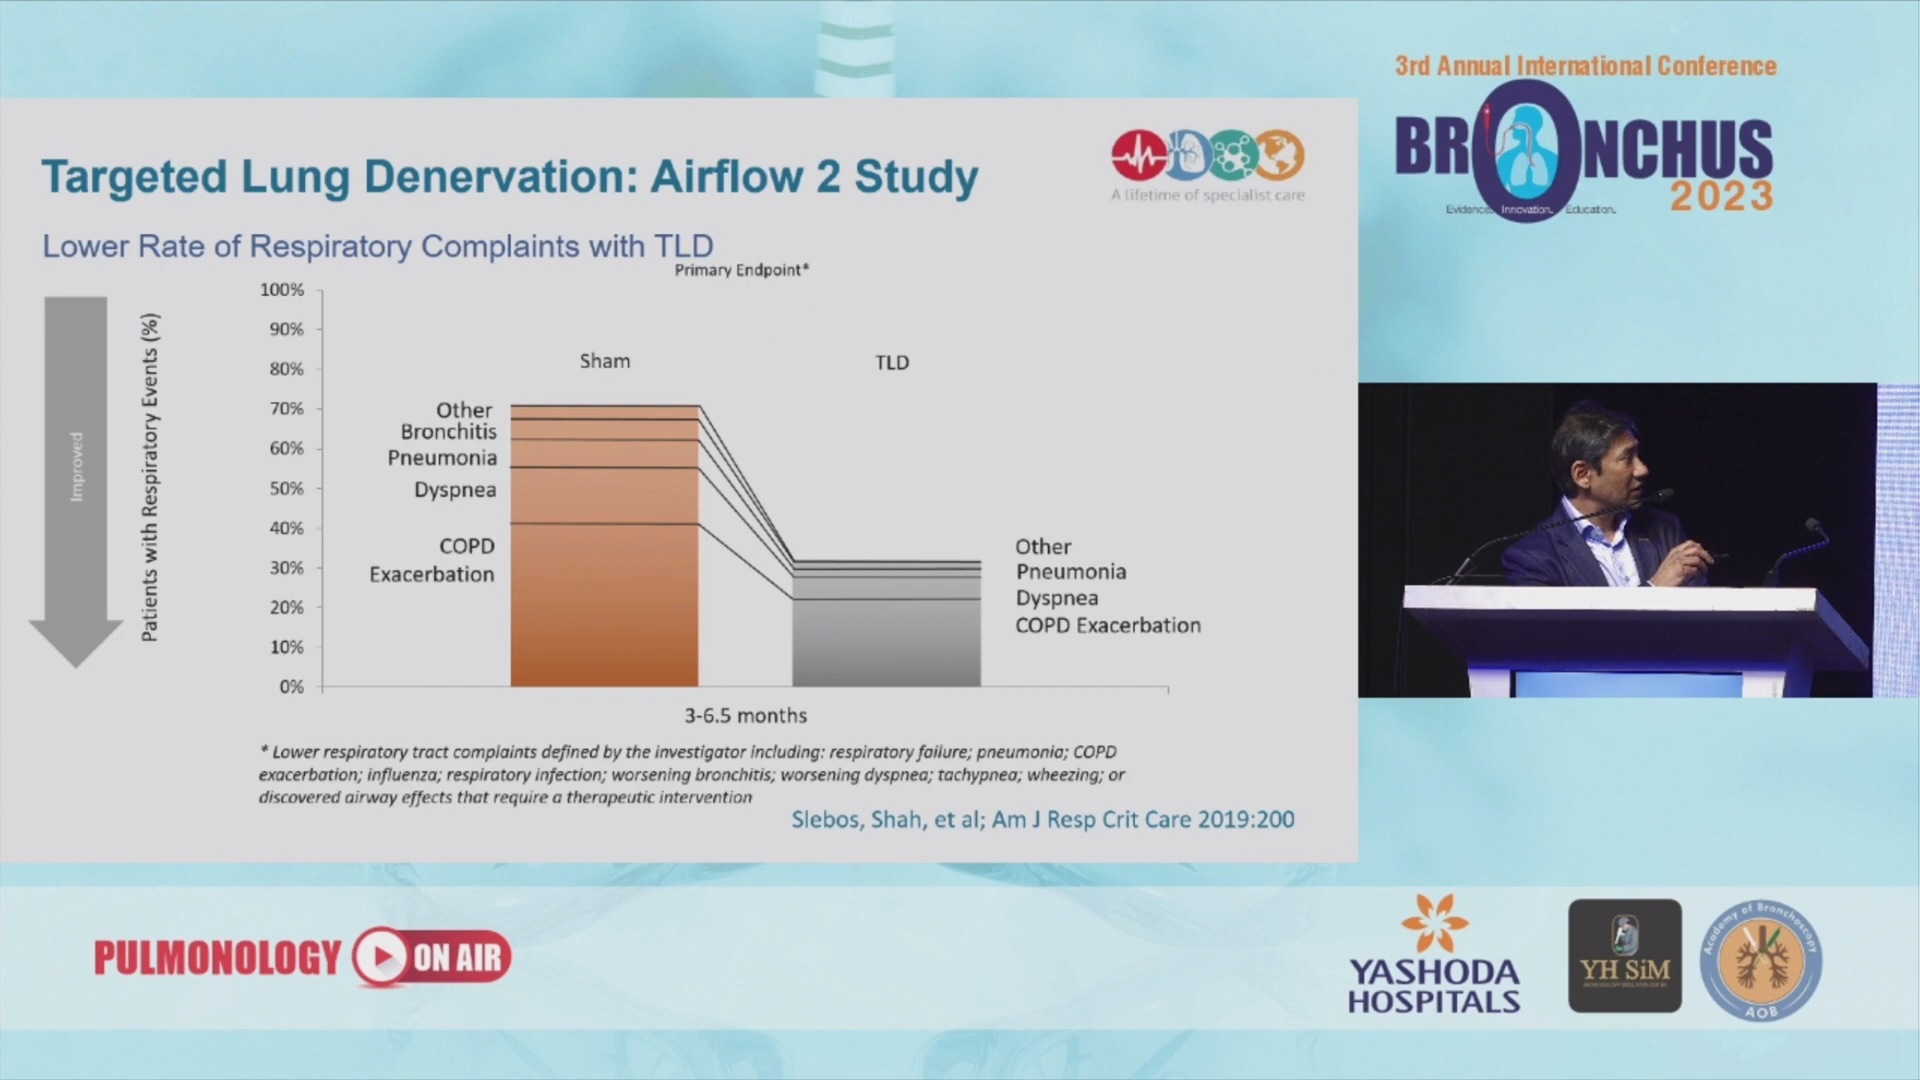 3rd Annual International Conference
BRONCHUS
2023
Evidence. Innovation. Education.
Targeted Lung Denervation: Airflow 2 Study
A lifetime of specialist care
Lower Rate of Respiratory Complaints with TLD
Primary Endpoint*
Improved
Patients with Respiratory Events (%)
100%
90%
80%
70%
60%
50%
40%
30%
20%
10%
0%
Sham
TLD
Other
Bronchitis
Pneumonia
Dyspnea
COPD
Exacerbation
Other
Pneumonia
Dyspnea
COPD Exacerbation
3-6.5 months
* Lower respiratory tract complaints defined by the investigator including: respiratory failure; pneumonia; COPD
exacerbation; influenza; respiratory infection; worsening bronchitis; worsening dyspnea; tachypnea; wheezing; or
discovered airway effects that require a therapeutic intervention
Slebos, Shah, et al; Am J Resp Crit Care 2019:200
PULMONOLOGY ON AIR
YASHODA
HOSPITALS
YH SiM
Academy of Bronchoscopy
AOB